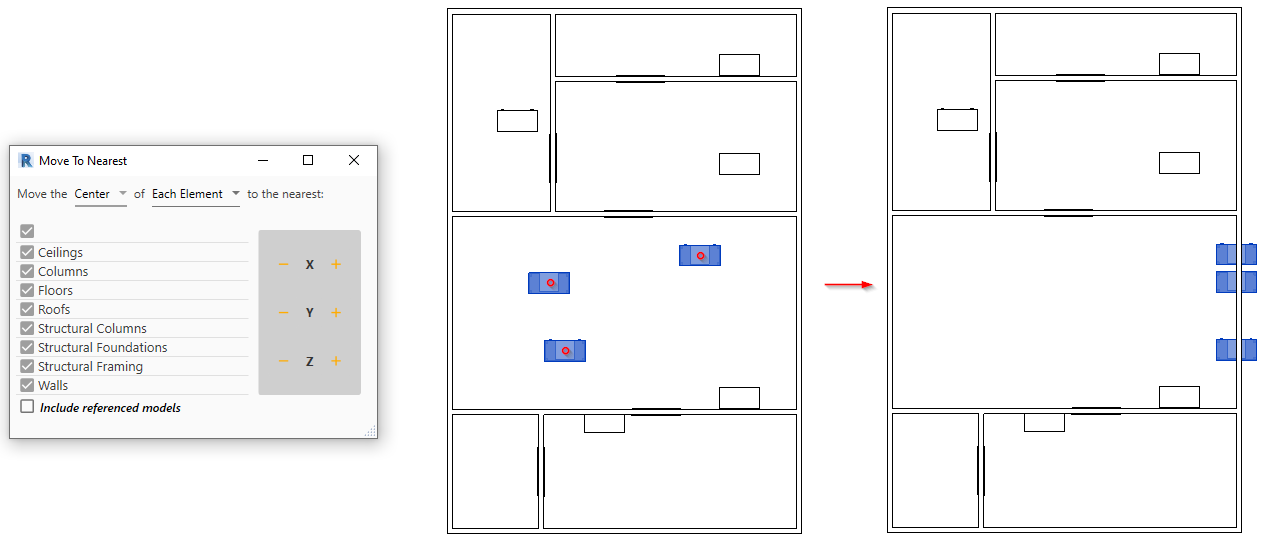 Move To Nearest
Move the Center of Each Element to the nearest:
Ceilings
Columns
Floors
Roofs
Structural Columns
Structural Foundations
Structural Framing
Walls
Include referenced models
− X +
− Y +
− Z +